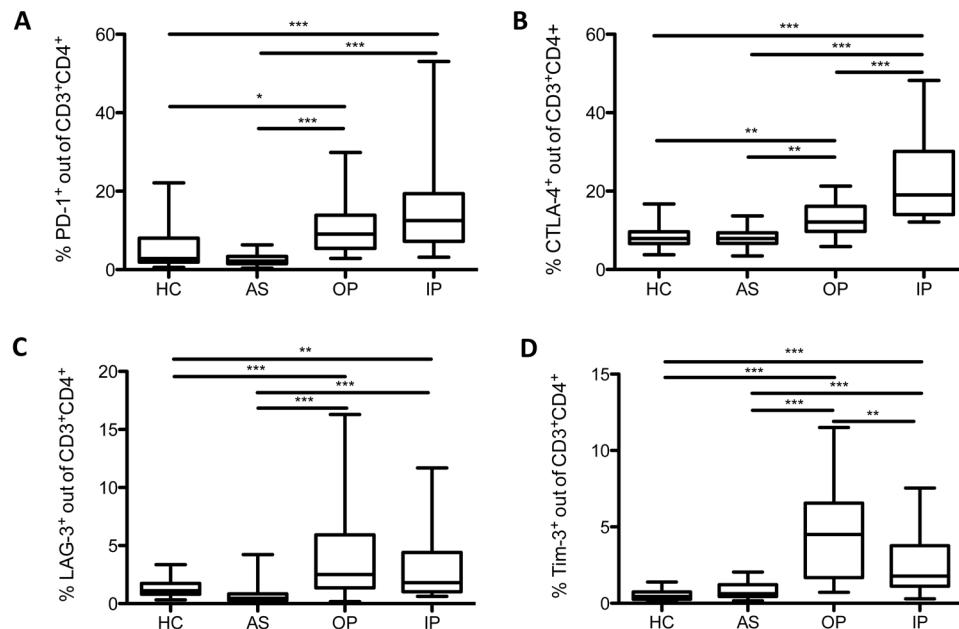 A
% PD-1⁺ out of CD3⁺CD4⁺
60
40
20
0
***
***
*
***
HC AS OP IP
B
% CTLA-4⁺ out of CD3⁺CD4+
60
40
20
0
***
***
***
**
**
HC AS OP IP
C
% LAG-3⁺ out of CD3⁺CD4⁺
20
15
10
5
0
**
***
***
***
HC AS OP IP
D
% Tim-3⁺ out of CD3⁺CD4⁺
15
10
5
0
***
***
***
***
**
HC AS OP IP